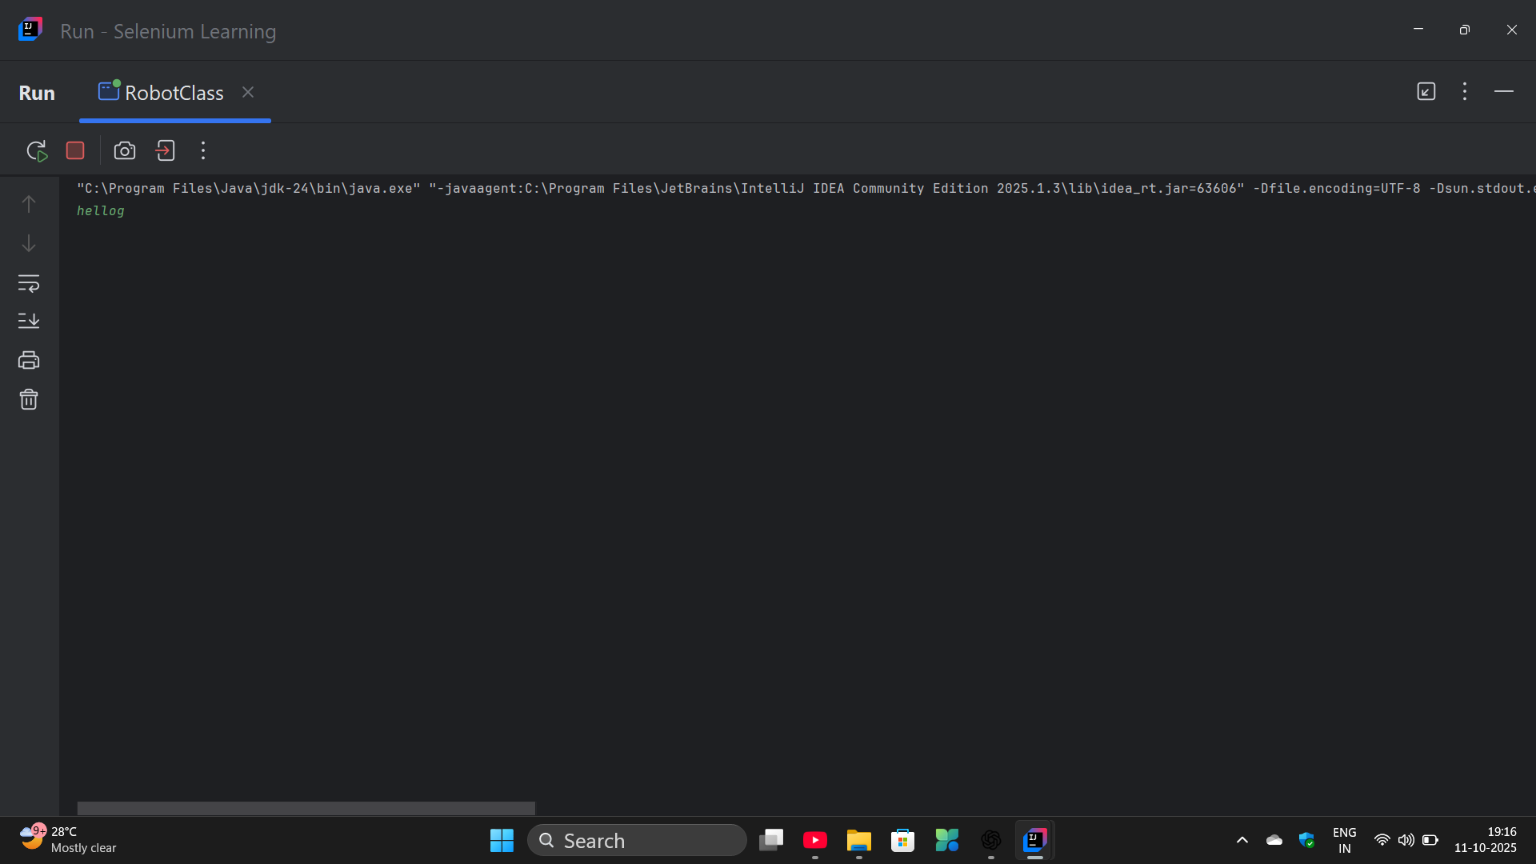 Run - Selenium Learning
Run RobotClass
"C:\Program Files\Java\jdk-24\bin\java.exe" "-javaagent:C:\Program Files\JetBrains\IntelliJ IDEA Community Edition 2025.1.3\lib\idea_rt.jar=63606" -Dfile.encoding=UTF-8 -Dsun.stdout.e
hellog
9+ 28°C
Mostly clear
Search
ENG
IN
19:16
11-10-2025